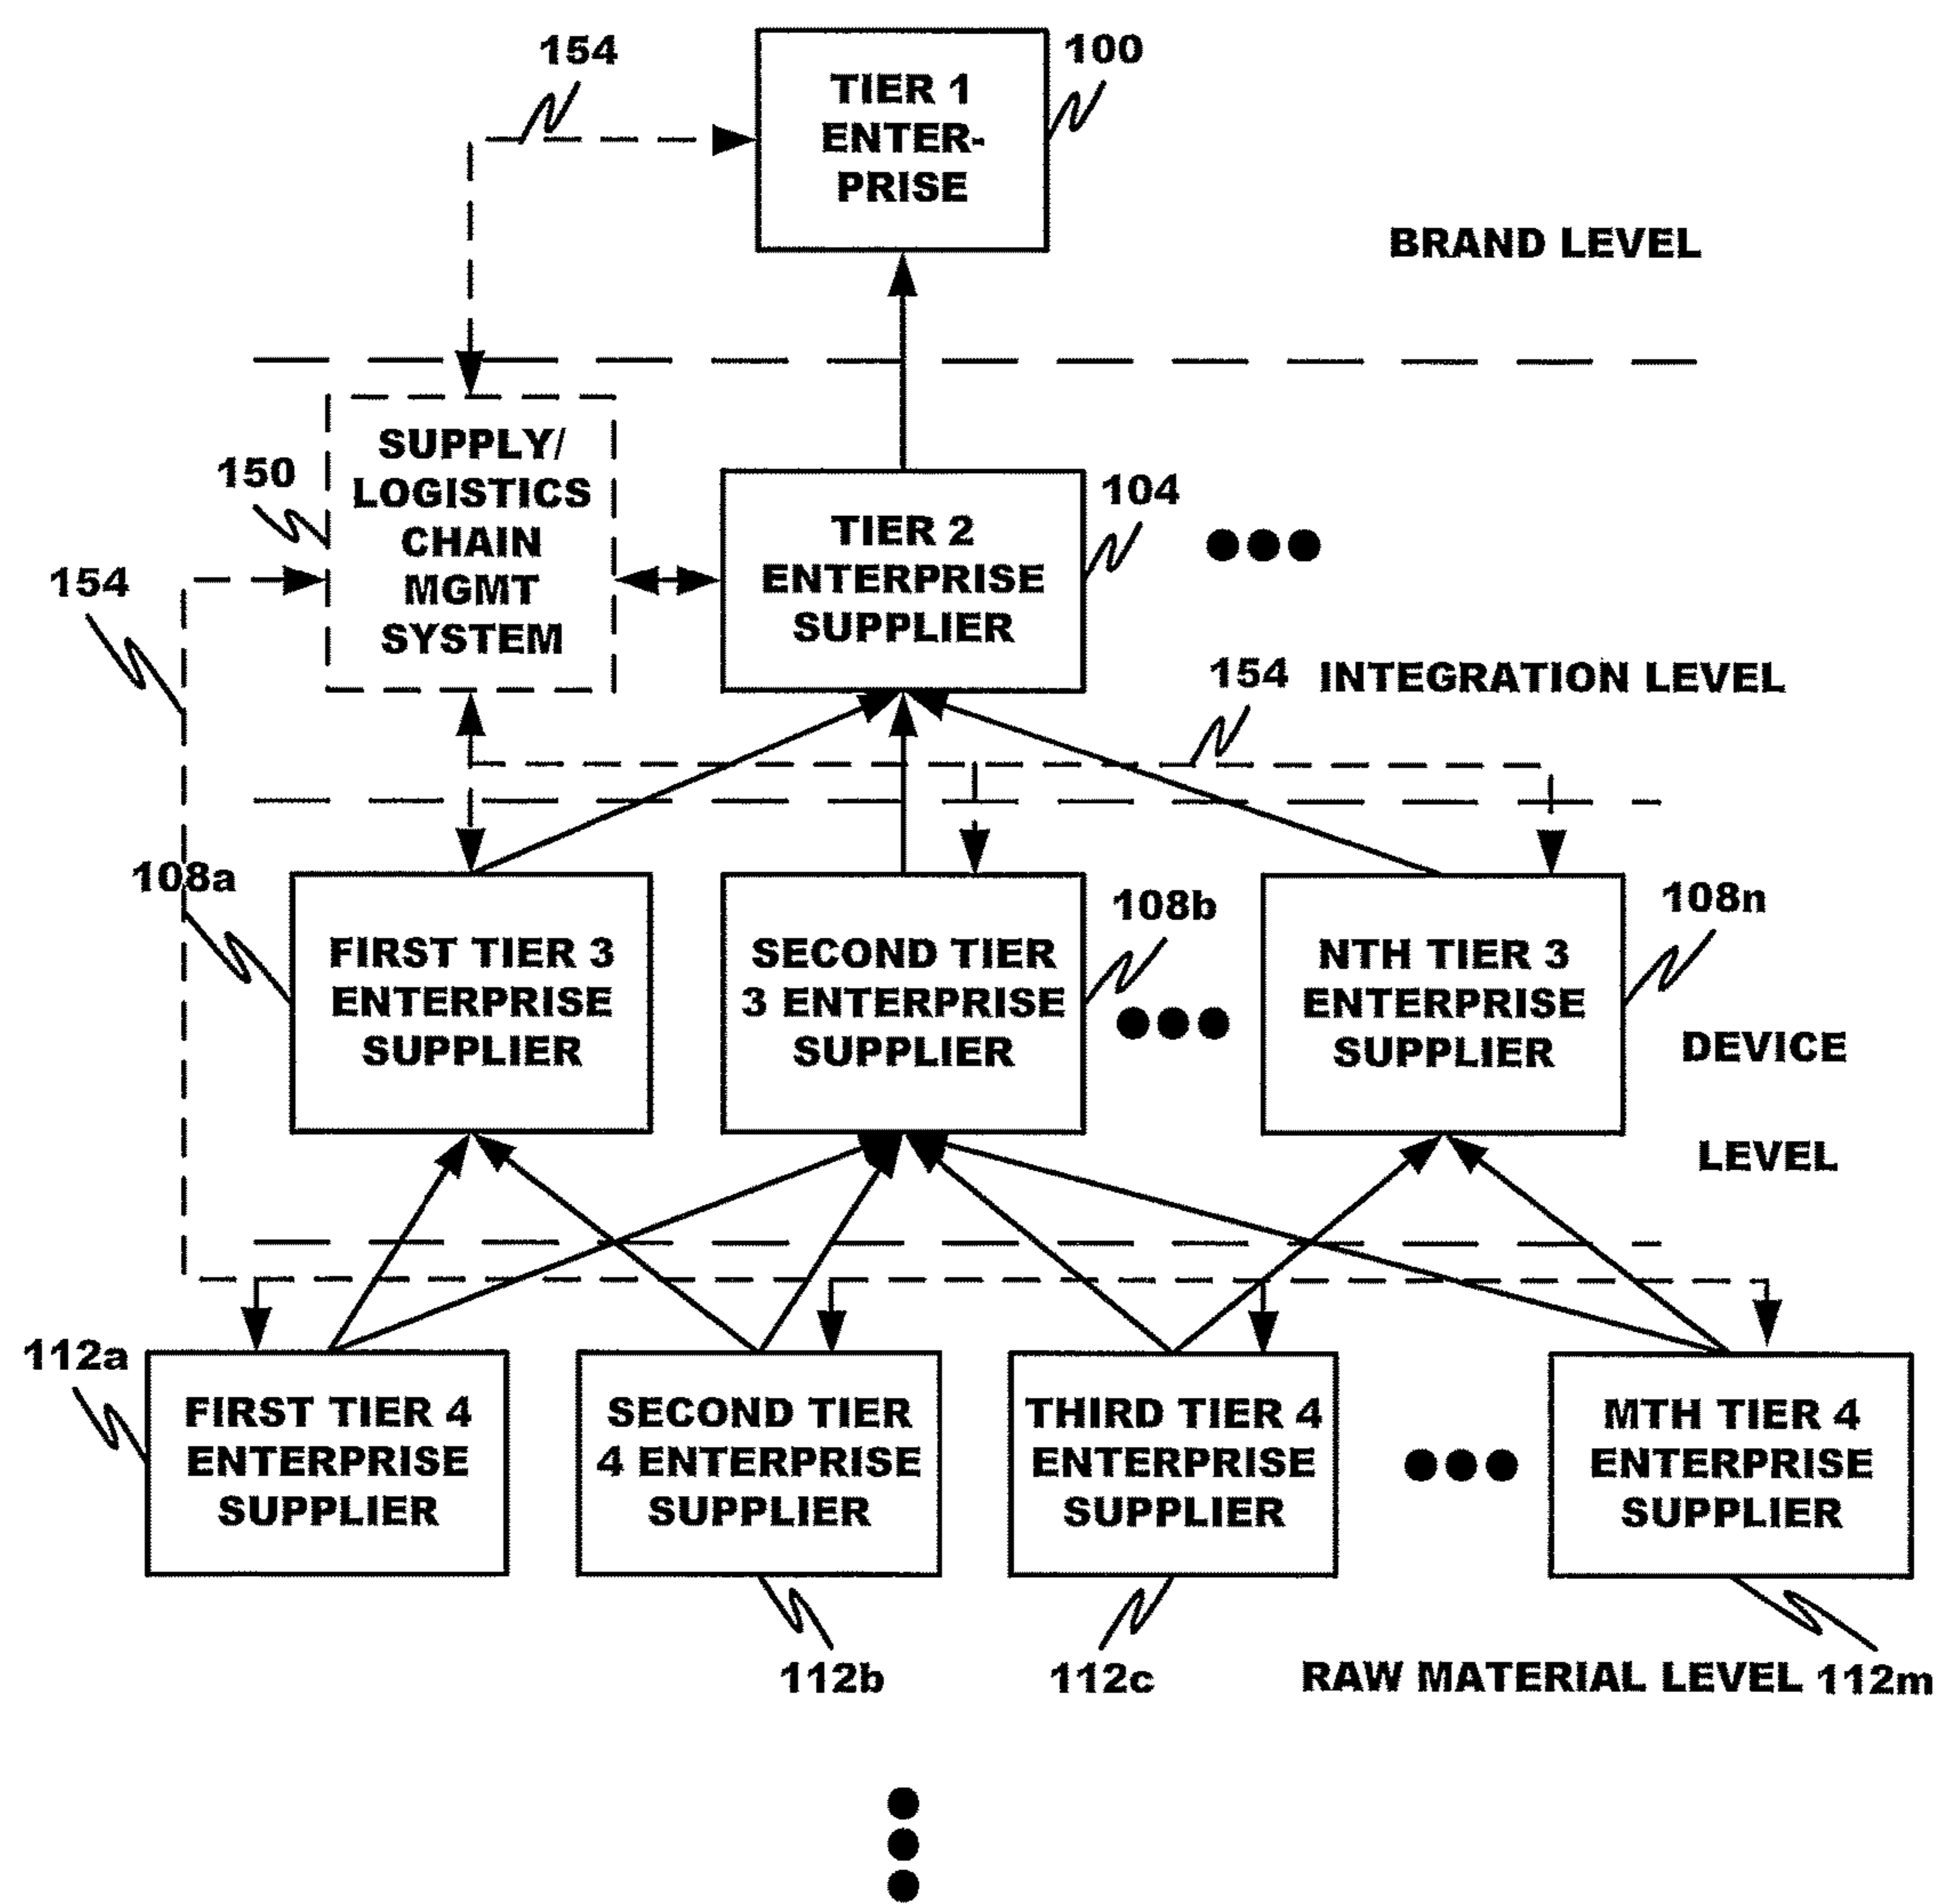 154
100
TIER 1
ENTER-
PRISE
BRAND LEVEL
SUPPLY/
LOGISTICS
CHAIN
MGMT
SYSTEM
150
104
TIER 2
ENTERPRISE
SUPPLIER
154
154
INTEGRATION LEVEL
108a
108b
108n
FIRST TIER 3
ENTERPRISE
SUPPLIER
SECOND TIER
3 ENTERPRISE
SUPPLIER
NTH TIER 3
ENTERPRISE
SUPPLIER
DEVICE
LEVEL
112a
FIRST TIER 4
ENTERPRISE
SUPPLIER
SECOND TIER
4 ENTERPRISE
SUPPLIER
THIRD TIER 4
ENTERPRISE
SUPPLIER
MTH TIER 4
ENTERPRISE
SUPPLIER
112b
112c
RAW MATERIAL LEVEL
112m